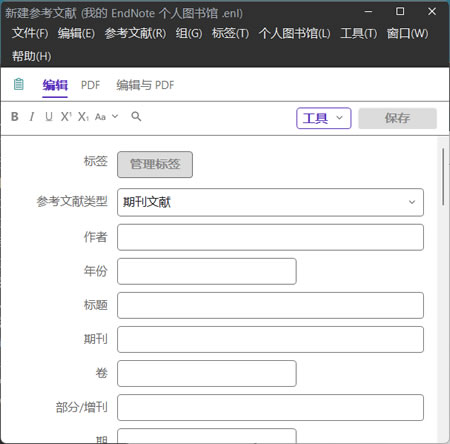 新建参考文献 (我的 EndNote 个人图书馆 .enl)
文件(F) 编辑(E) 参考文献(R) 组(G) 标签(T) 个人图书馆(L) 工具(T) 窗口(W)
帮助(H)
编辑 PDF 编辑与 PDF
B I U X¹ X₁ Aa 工具 保存
标签 管理标签
参考文献类型 期刊文献
作者
年份
标题
期刊
卷
部分/增刊
期